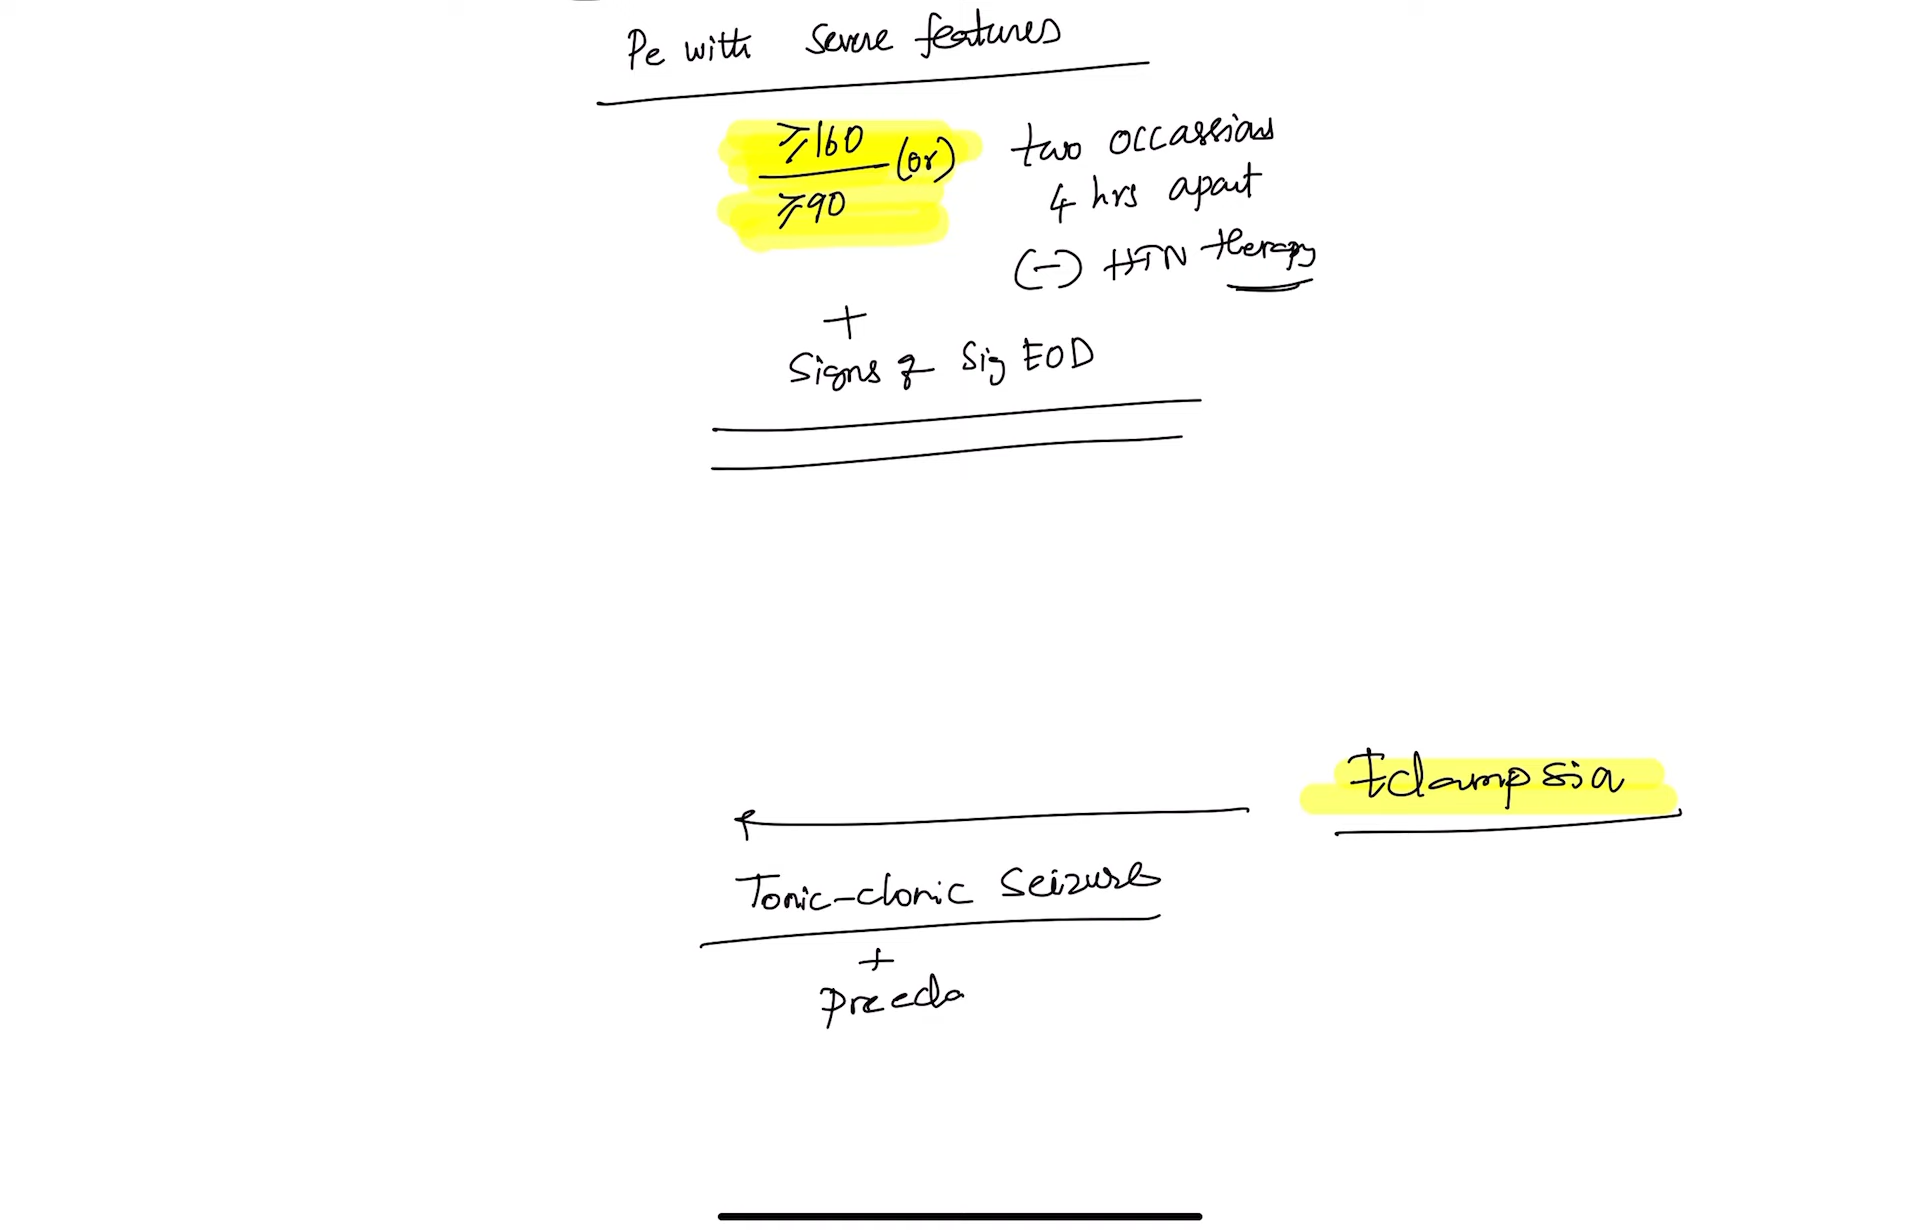 Pe with severe features
≥160
(or)
≥90
two occassions
4 hrs apart
(-) HTN therapy
+
Signs of Sig EOD
Eclampsia
Tonic-clonic Seizures
+
Preecla